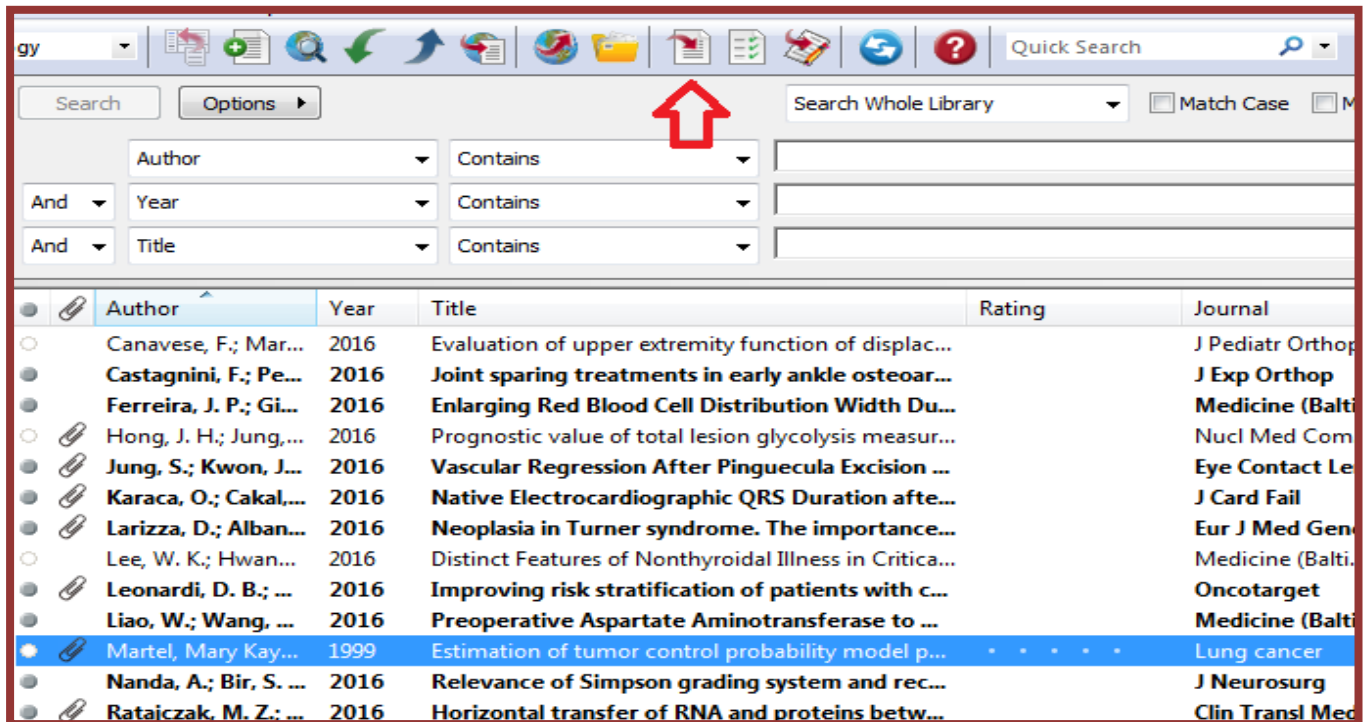 gy Quick Search
Search Options Search Whole Library Match Case M
Author Contains
And Year Contains
And Title Contains
Author Year Title Rating Journal
Canavese, F.; Mar... 2016 Evaluation of upper extremity function of displac... J Pediatr Orthop
Castagnini, F.; Pe... 2016 Joint sparing treatments in early ankle osteoar... J Exp Orthop
Ferreira, J. P.; Gi... 2016 Enlarging Red Blood Cell Distribution Width Du... Medicine (Balti
Hong, J. H.; Jung,... 2016 Prognostic value of total lesion glycolysis measur... Nucl Med Com
Jung, S.; Kwon, J... 2016 Vascular Regression After Pinguecula Excision ... Eye Contact Le
Karaca, O.; Cakal,... 2016 Native Electrocardiographic QRS Duration afte... J Card Fail
Larizza, D.; Alban... 2016 Neoplasia in Turner syndrome. The importance... Eur J Med Gen
Lee, W. K.; Hwan... 2016 Distinct Features of Nonthyroidal Illness in Critica... Medicine (Balti.
Leonardi, D. B.; ... 2016 Improving risk stratification of patients with c... Oncotarget
Liao, W.; Wang, ... 2016 Preoperative Aspartate Aminotransferase to ... Medicine (Balti
Martel, Mary Kay... 1999 Estimation of tumor control probability model p... Lung cancer
Nanda, A.; Bir, S. ... 2016 Relevance of Simpson grading system and rec... J Neurosurg
Ratajczak, M. Z.; ... 2016 Horizontal transfer of RNA and proteins betw... Clin Transl Med